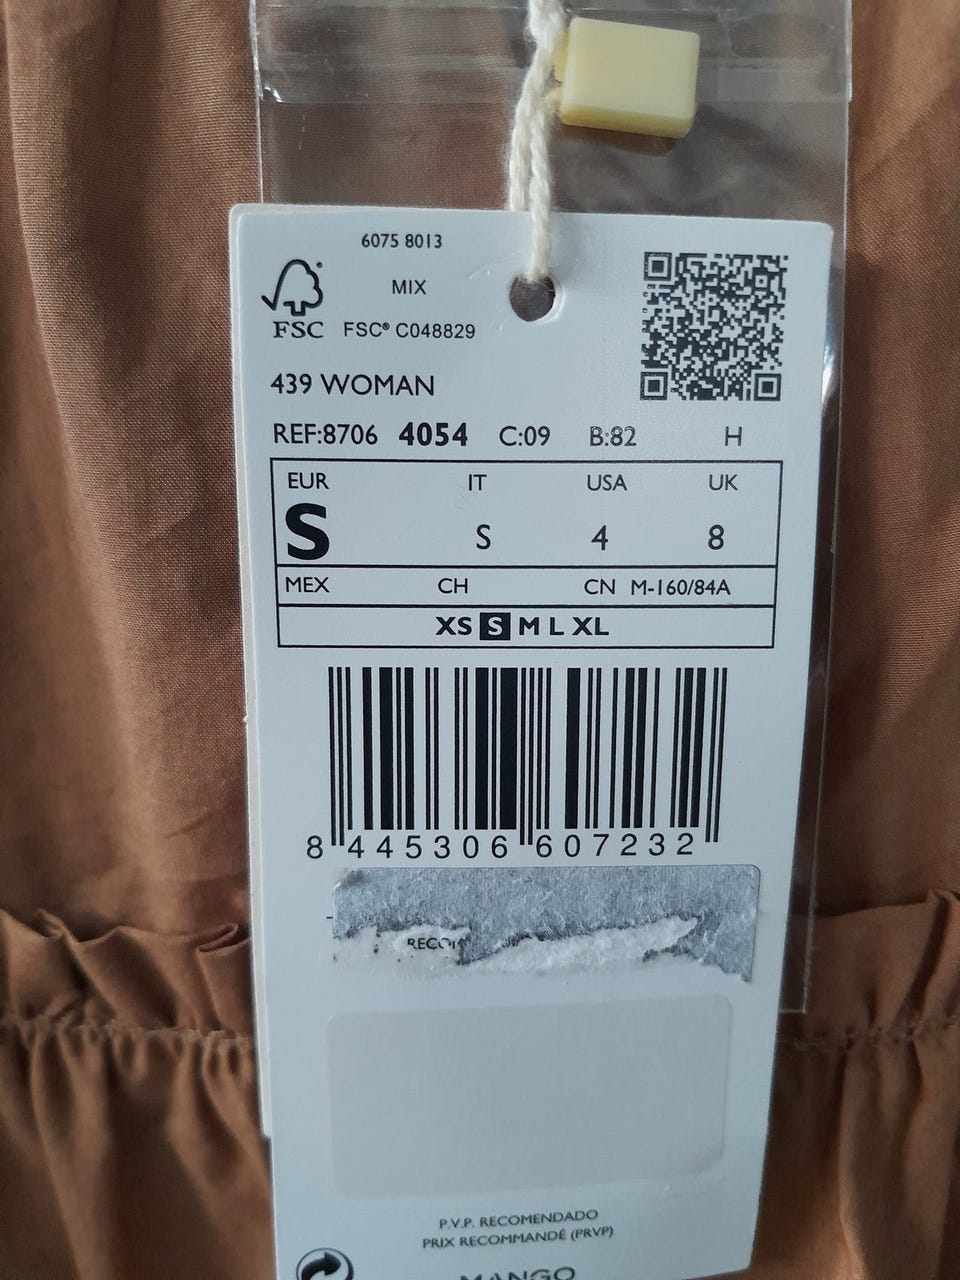 6075 8013
MIX
FSC
FSC® C048829
439 WOMAN
REF:8706 4054 C:09 B:82 H
EUR IT USA UK
S S 4 8
MEX CH CN M-160/84A
XS S M L XL
8 445306 607232
P.V.P. RECOMENDADO
PRIX RECOMMANDÉ (PRVP)
MANGO